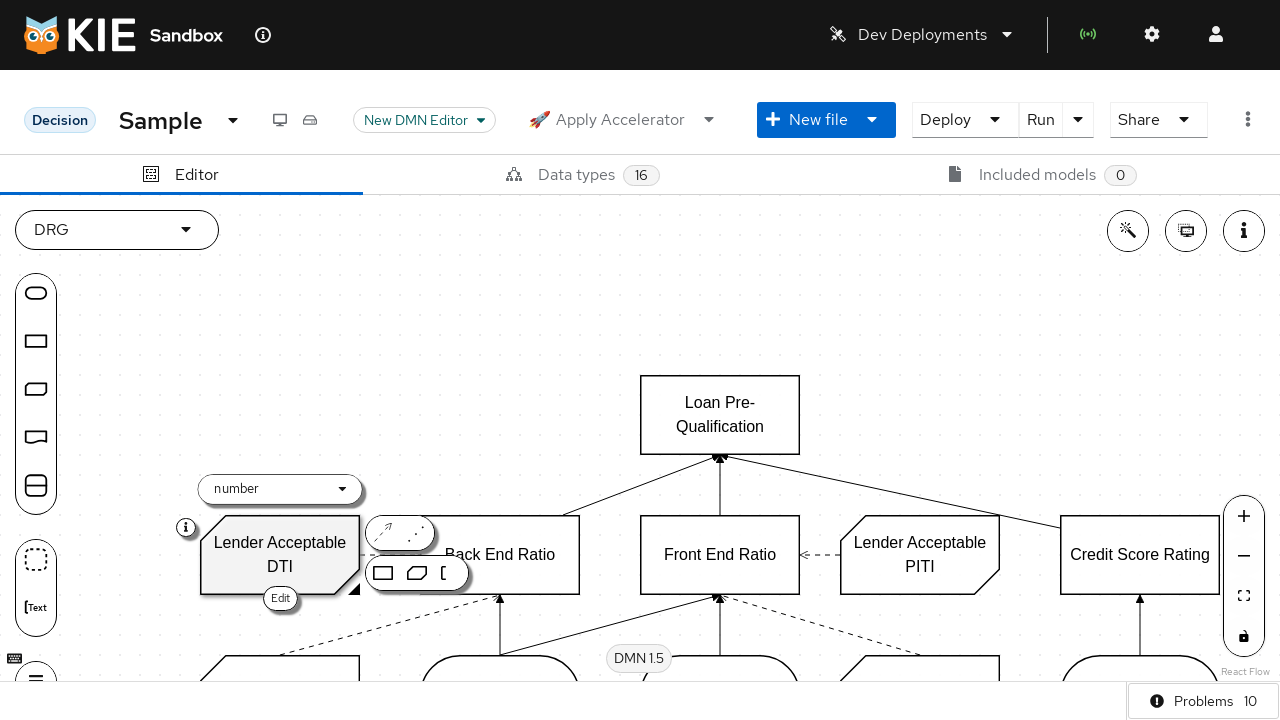 KIE Sandbox
Dev Deployments
Decision
Sample
New DMN Editor
🚀 Apply Accelerator
New file
Deploy
Run
Share
Editor
Data types 16
Included models 0
DRG
Loan Pre-
Qualification
number
Lender Acceptable
DTI
Edit
Back End Ratio
Front End Ratio
Lender Acceptable
PITI
Credit Score Rating
Text
DMN 1.5
React Flow
Problems 10